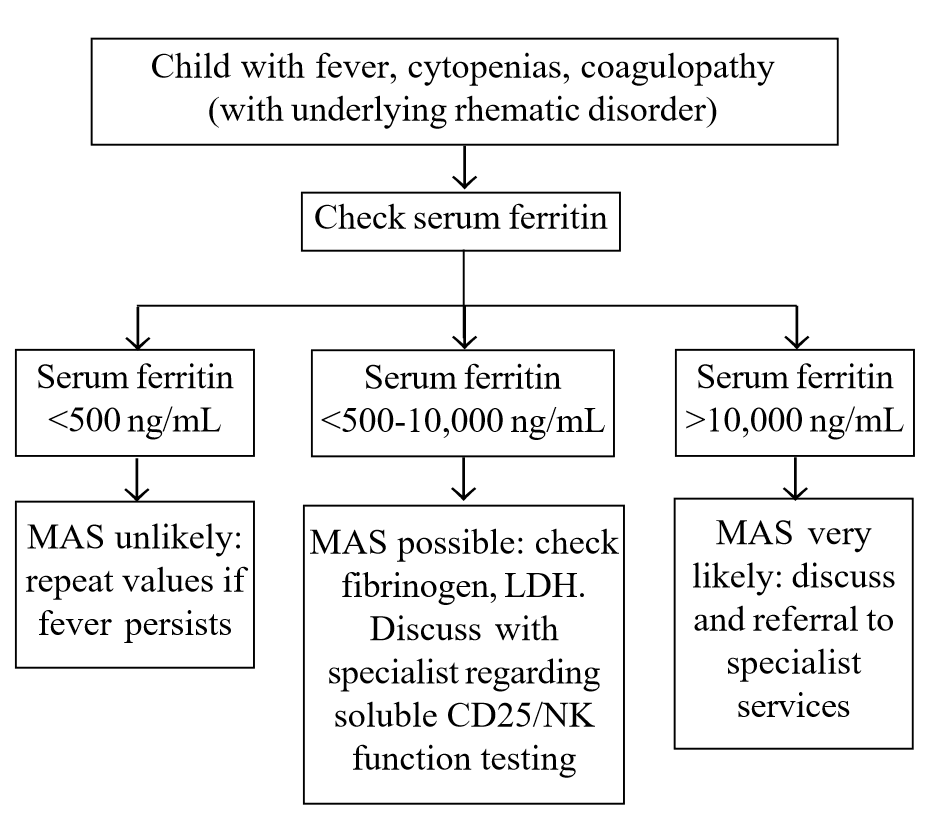 Child with fever, cytopenias, coagulopathy
(with underlying rhematic disorder)
Check serum ferritin
Serum ferritin
<500 ng/mL
Serum ferritin
<500-10,000 ng/mL
Serum ferritin
>10,000 ng/mL
MAS unlikely:
repeat values if
fever persists
MAS possible: check
fibrinogen, LDH.
Discuss with
specialist regarding
soluble CD25/NK
function testing
MAS very
likely: discuss
and referral to
specialist
services